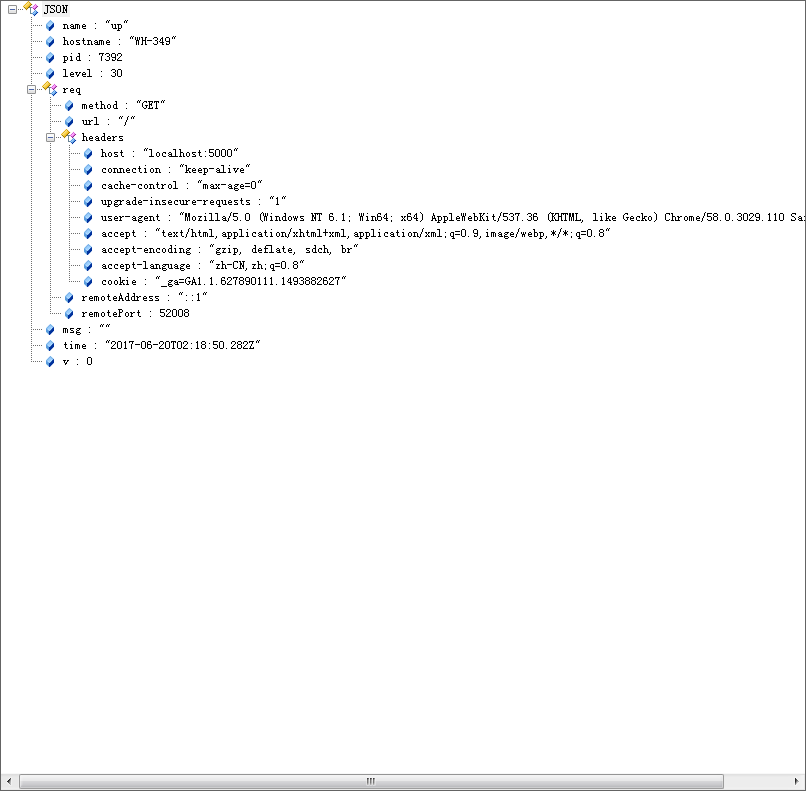 JSON
name : "up"
hostname : "WH-349"
pid : 7392
level : 30
req
method : "GET"
url : "/"
headers
host : "localhost:5000"
connection : "keep-alive"
cache-control : "max-age=0"
upgrade-insecure-requests : "1"
user-agent : "Mozilla/5.0 (Windows NT 6.1; Win64; x64) AppleWebKit/537.36 (KHTML, like Gecko) Chrome/58.0.3029.110 Sa
accept : "text/html,application/xhtml+xml,application/xml;q=0.9,image/webp,*/*;q=0.8"
accept-encoding : "gzip, deflate, sdch, br"
accept-language : "zh-CN,zh;q=0.8"
cookie : "_ga=GA1.1.627890111.1493882627"
remoteAddress : "::1"
remotePort : 52008
msg : ""
time : "2017-06-20T02:18:50.282Z"
v : 0